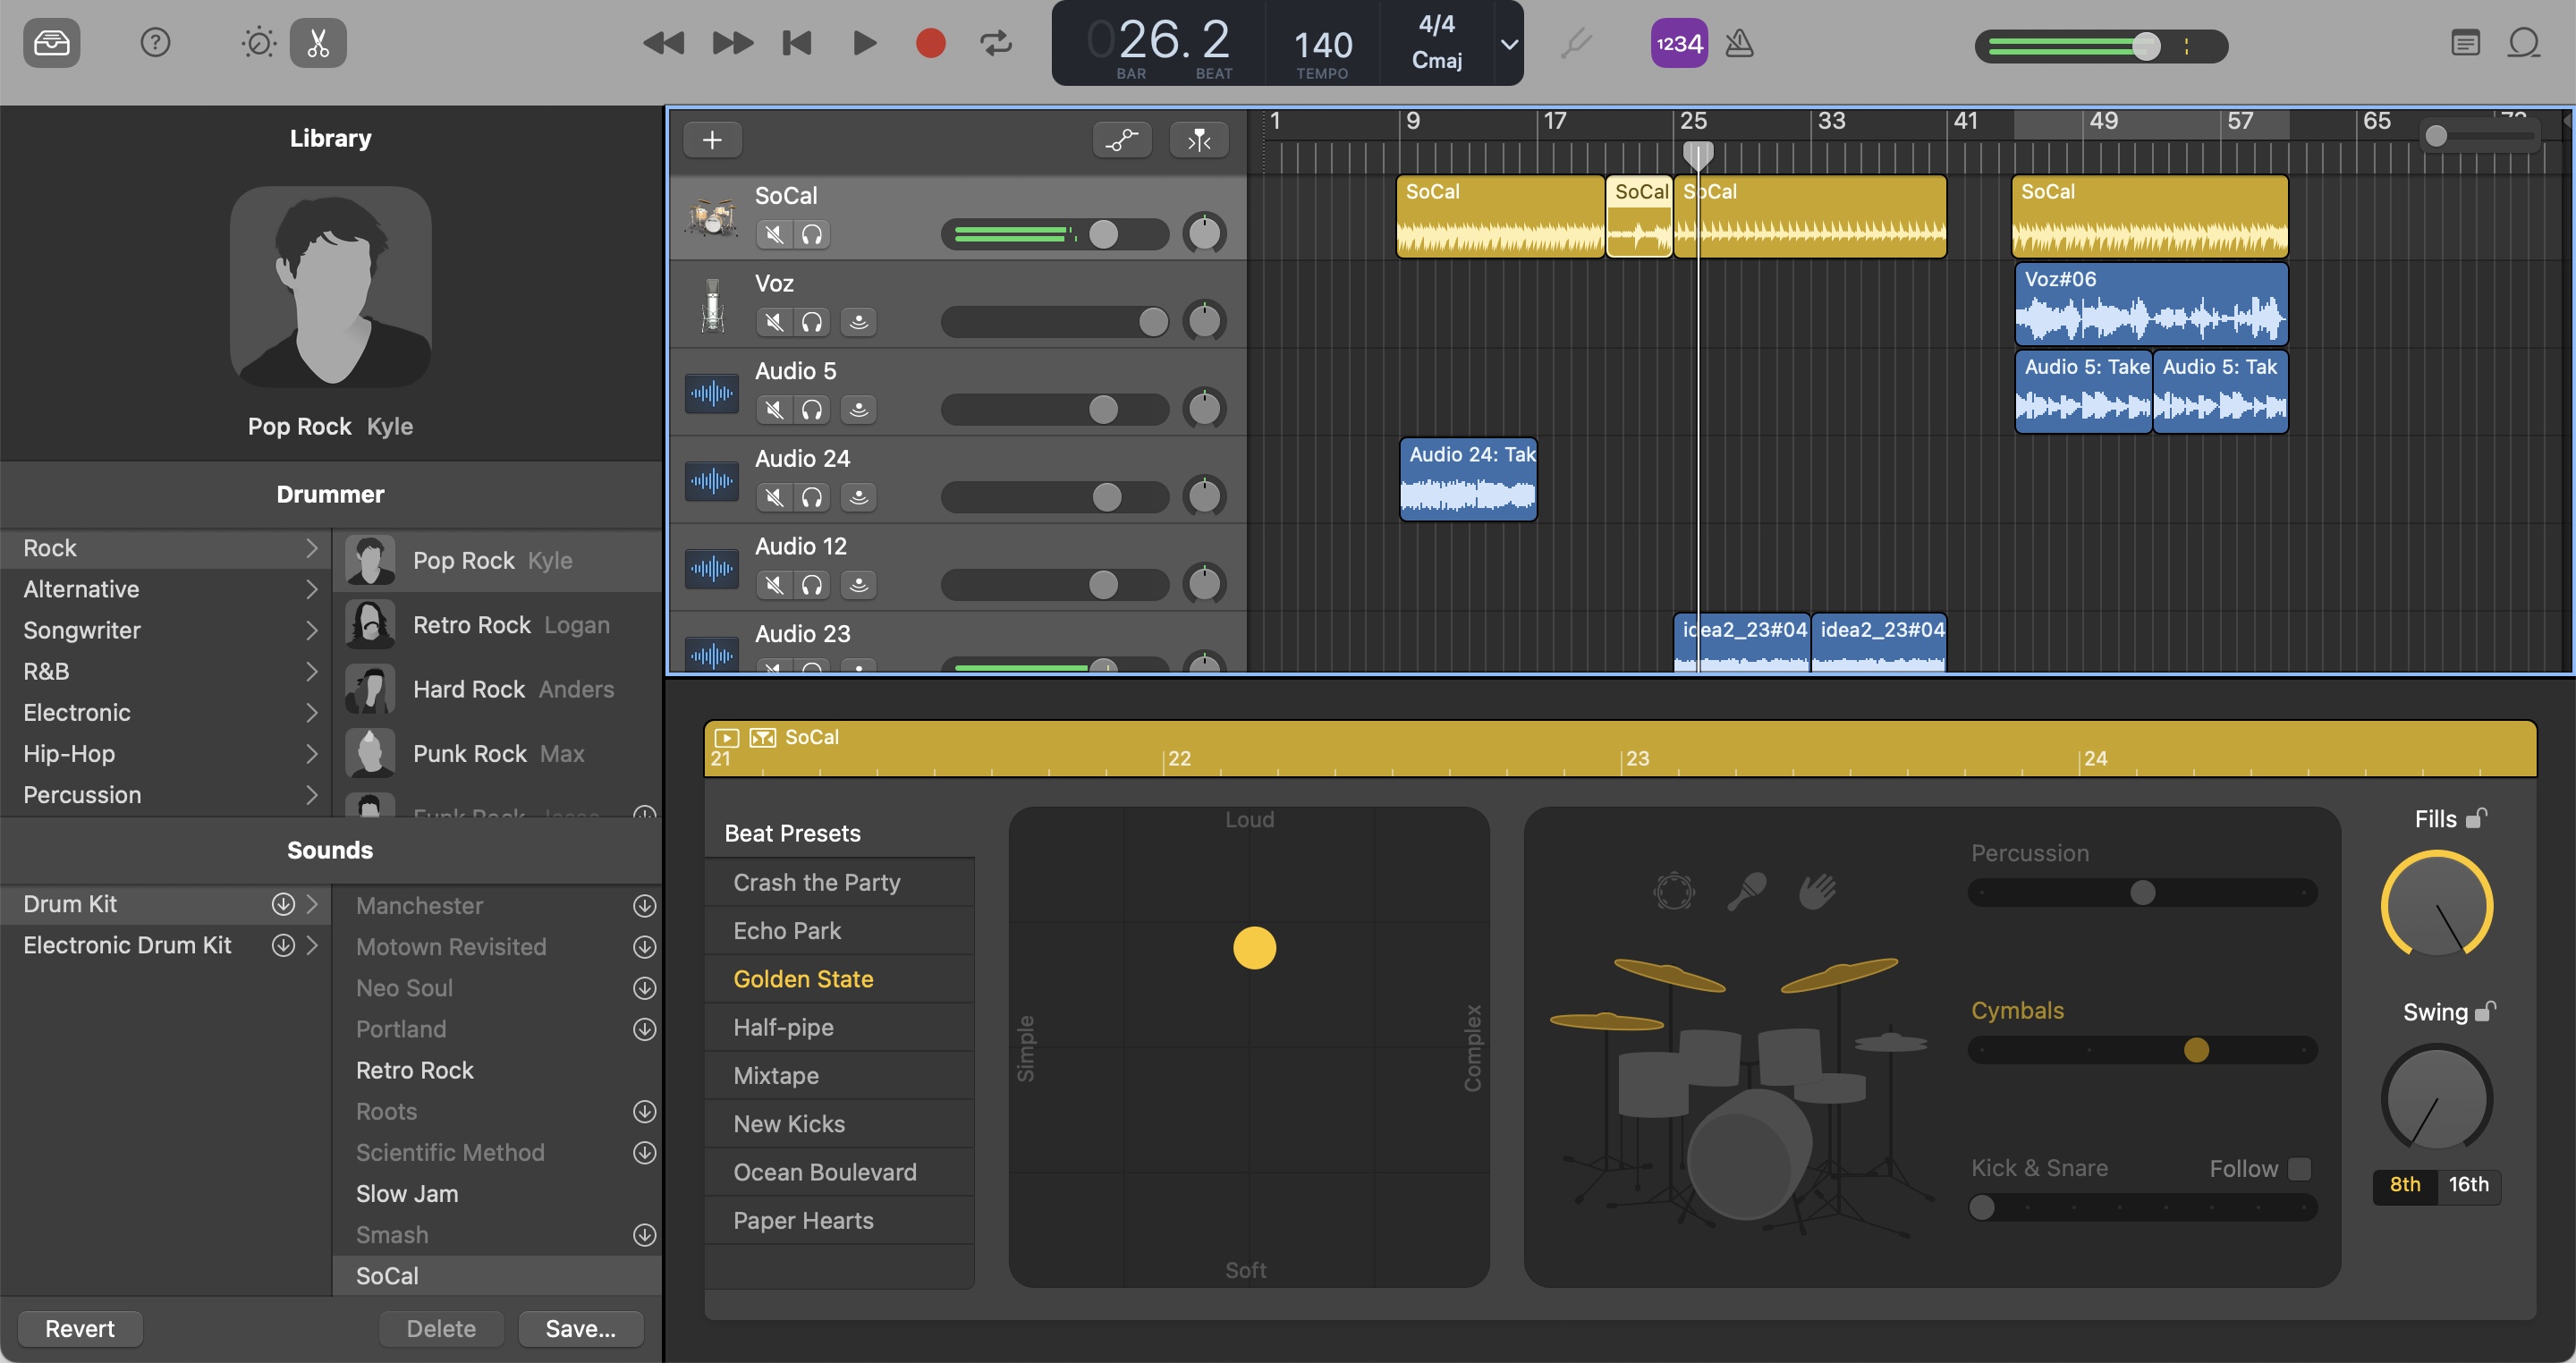 026. 2
BAR
BEAT
140
TEMPO
4/4
Cmaj
1234
Library
Pop Rock Kyle
Drummer
Rock
Alternative
Songwriter
R&B
Electronic
Hip-Hop
Percussion
Pop Rock Kyle
Retro Rock Logan
Hard Rock Anders
Punk Rock Max
Sounds
Drum Kit
Electronic Drum Kit
Manchester
Motown Revisited
Neo Soul
Portland
Retro Rock
Roots
Scientific Method
Slow Jam
Smash
SoCal
Revert
Delete
Save...
1 9 17 25 33 41 49 57 65
SoCal
SoCal SoCal SoCal SoCal
Voz
Voz#06
Audio 5
Audio 5: Take Audio 5: Tak
Audio 24
Audio 24: Tak
Audio 12
Audio 23
idea2_23#04 idea2_23#04
SoCal
21 22 23 24
Beat Presets
Crash the Party
Echo Park
Golden State
Half-pipe
Mixtape
New Kicks
Ocean Boulevard
Paper Hearts
Loud
Simple
Complex
Soft
Percussion
Cymbals
Kick & Snare
Follow
Fills
Swing
8th
16th